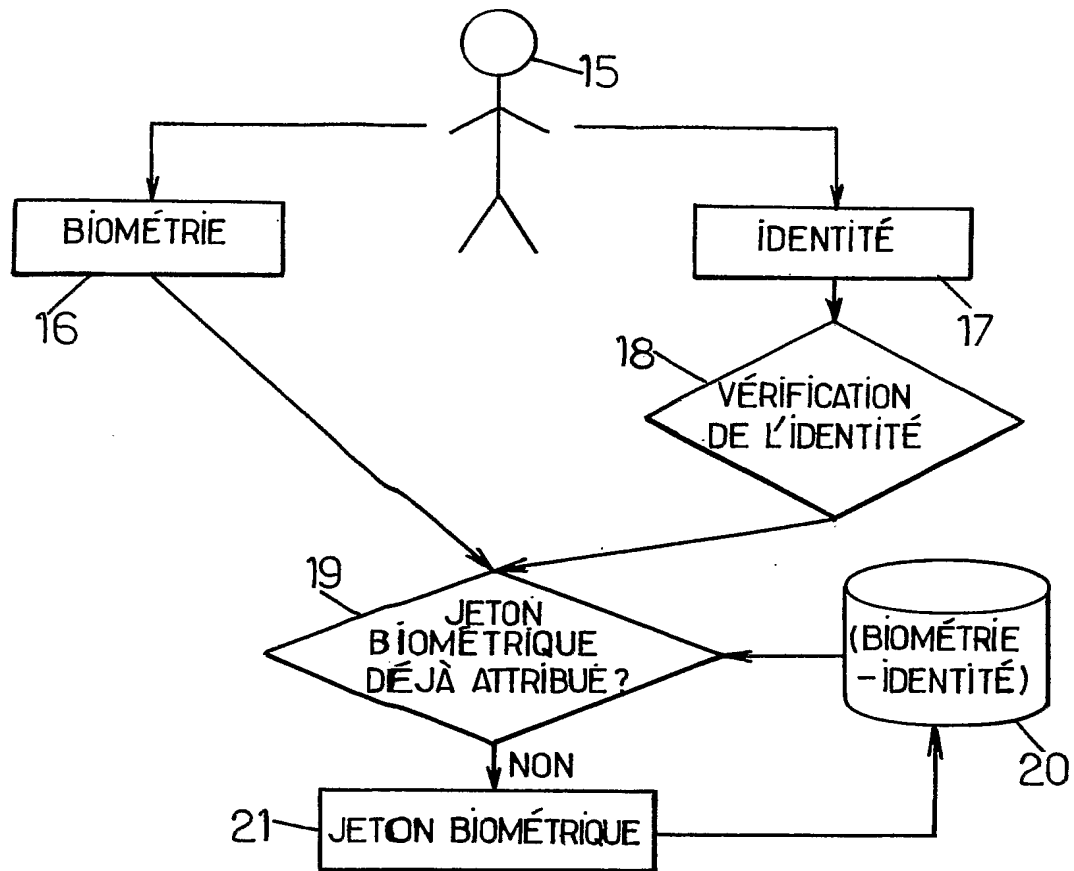 15
BIOMÉTRIE
16
IDENTITÉ
17
18
VÉRIFICATION
DE L'IDENTITÉ
19
JETON
BIOMÉTRIQUE
DÉJÀ ATTRIBUÉ ?
(BIOMÉTRIE
-IDENTITÉ)
20
NON
21
JETON BIOMÉTRIQUE